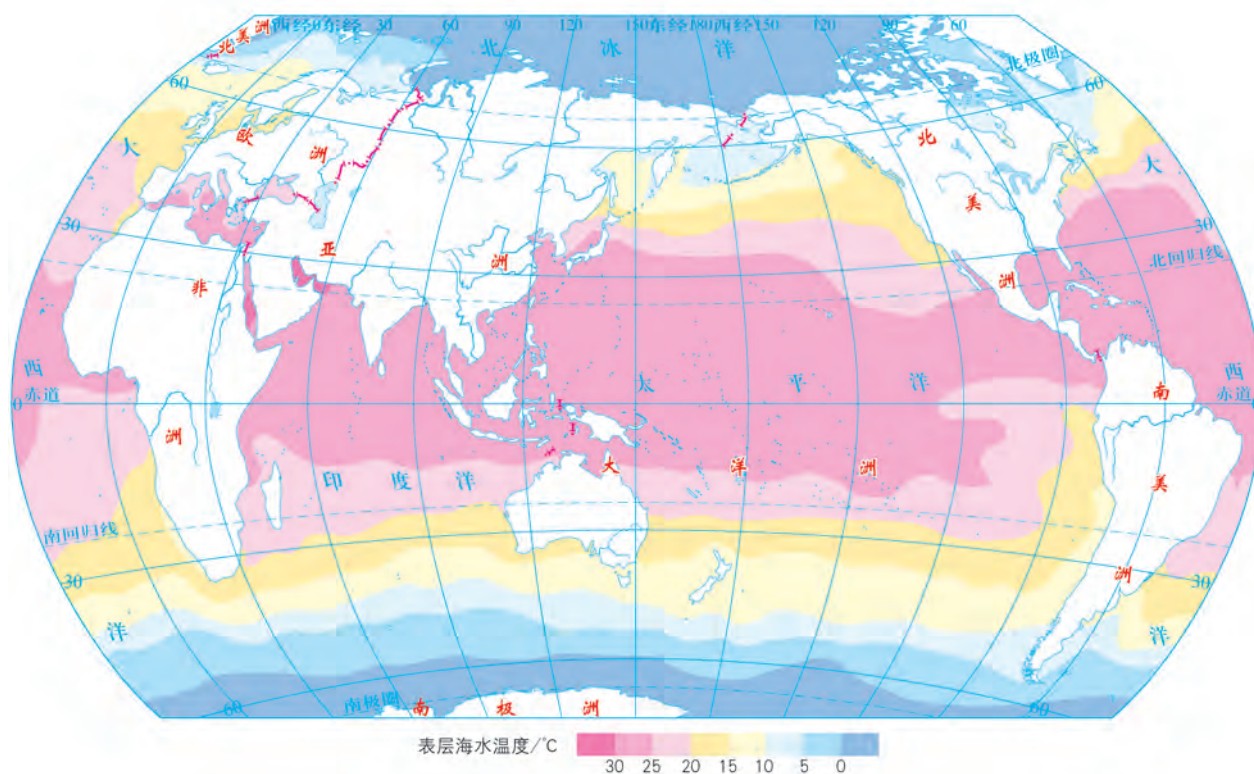 西经0东经 30 60 90 120 150东经180西经150 120 90 60
北美洲
北 冰 洋
北极圈
60 60
欧洲
北美洲
大 大
30 30
亚洲
北回归线
非洲
西 太平洋 西
赤道 赤道
0 0
南美洲
大洋洲
印度洋
南回归线
30 30
洋 洋
南极圈
60 60
南极洲
表层海水温度/℃
30 25 20 15 10 5 0